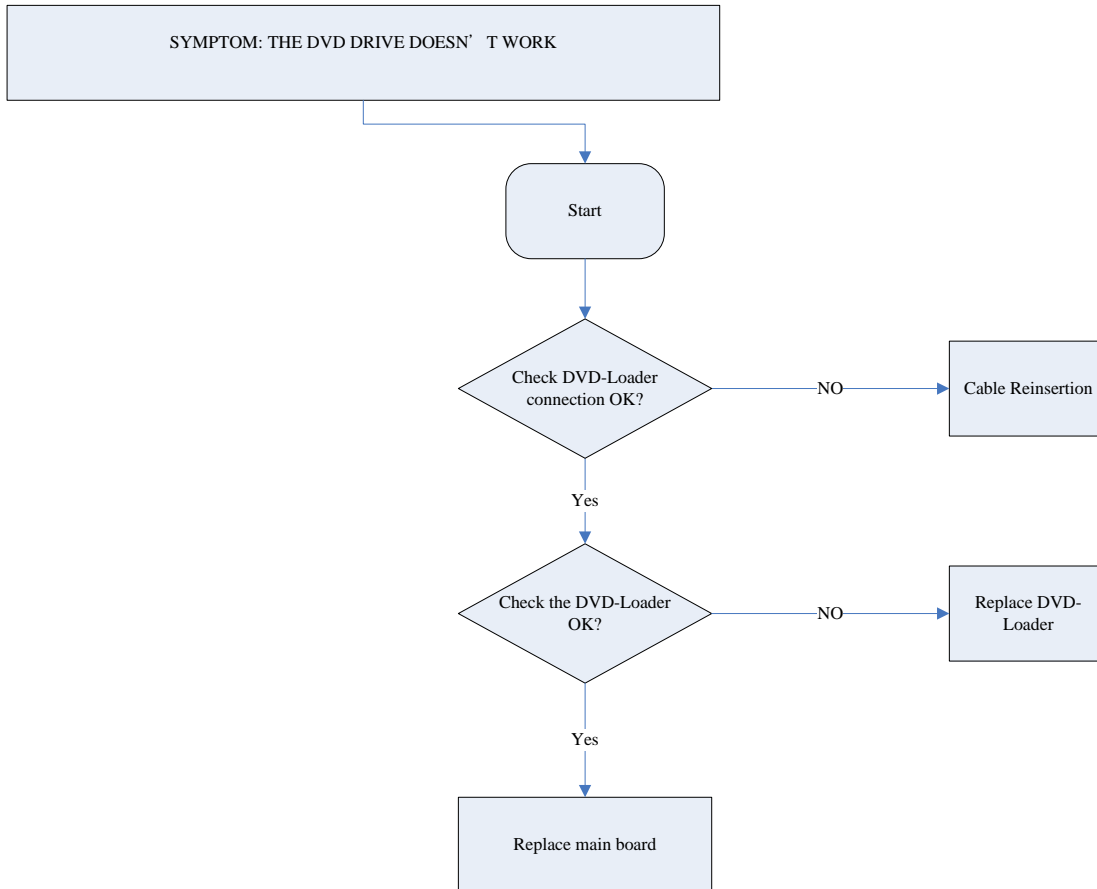 SYMPTOM: THE DVD DRIVE DOESN’T WORK
Start
Check DVD-Loader
connection OK?
NO
Cable Reinsertion
Yes
Check the DVD-Loader
OK?
NO
Replace DVD-
Loader
Yes
Replace main board